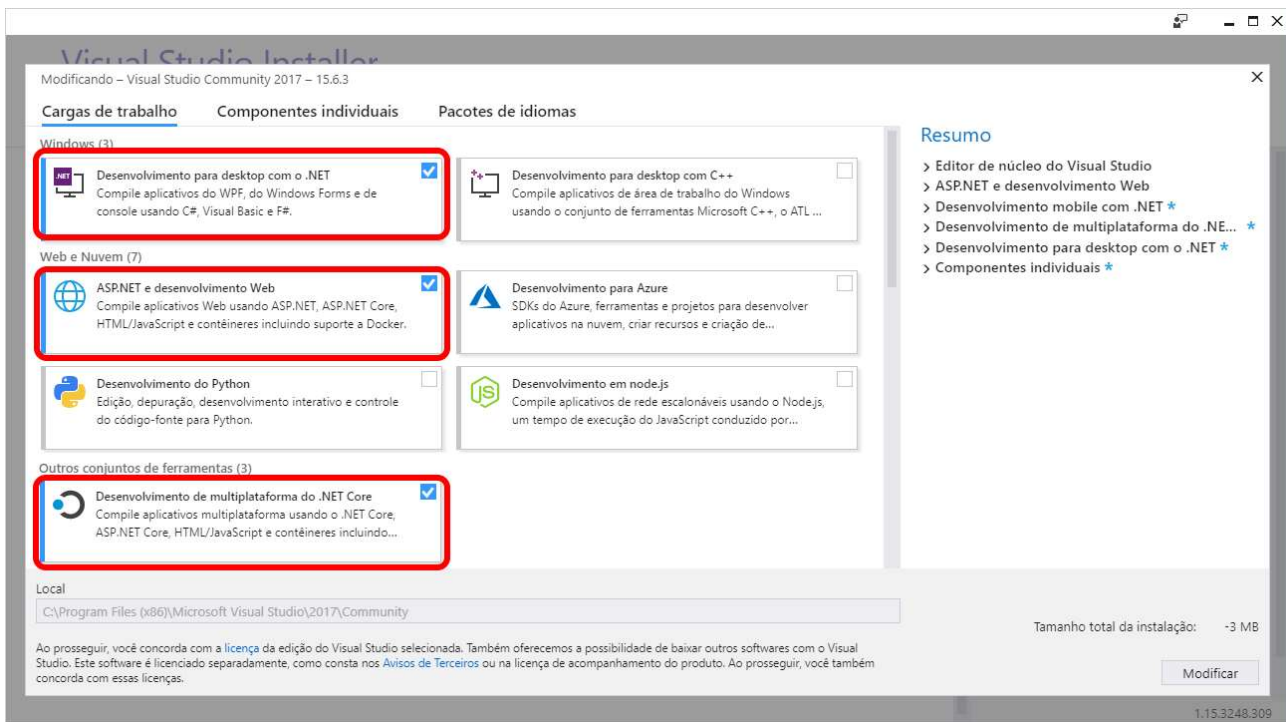 Visual Studio Installer
Modificando – Visual Studio Community 2017 – 15.6.3
Cargas de trabalho
Componentes individuais
Pacotes de idiomas
Windows (3)
.NET
Desenvolvimento para desktop com o .NET
Compile aplicativos do WPF, do Windows Forms e de
console usando C#, Visual Basic e F#.
Desenvolvimento para desktop com C++
Compile aplicativos de área de trabalho do Windows
usando o conjunto de ferramentas Microsoft C++, o ATL ...
Web e Nuvem (7)
ASP.NET e desenvolvimento Web
Compile aplicativos Web usando ASP.NET, ASP.NET Core,
HTML/JavaScript e contêineres incluindo suporte a Docker.
Desenvolvimento para Azure
SDKs do Azure, ferramentas e projetos para desenvolver
aplicativos na nuvem, criar recursos e criação de...
Desenvolvimento do Python
Edição, depuração, desenvolvimento interativo e controle
do código-fonte para Python.
JS
Desenvolvimento em node.js
Compile aplicativos de rede escalonáveis usando o Node.js,
um tempo de execução do JavaScript conduzido por...
Outros conjuntos de ferramentas (3)
Desenvolvimento de multiplataforma do .NET Core
Compile aplicativos multiplataforma usando o .NET Core,
ASP.NET Core, HTML/JavaScript e contêineres incluindo...
Resumo
> Editor de núcleo do Visual Studio
> ASP.NET e desenvolvimento Web
> Desenvolvimento mobile com .NET *
> Desenvolvimento de multiplataforma do .NE... *
> Desenvolvimento para desktop com o .NET *
> Componentes individuais *
Local
C:\Program Files (x86)\Microsoft Visual Studio\2017\Community
Ao prosseguir, você concorda com a licença da edição do Visual Studio selecionada. Também oferecemos a possibilidade de baixar outros softwares com o Visual
Studio. Este software é licenciado separadamente, como consta nos Avisos de Terceiros ou na licença de acompanhamento do produto. Ao prosseguir, você também
concorda com essas licenças.
Tamanho total da instalação: -3 MB
Modificar
1.15.3248.309